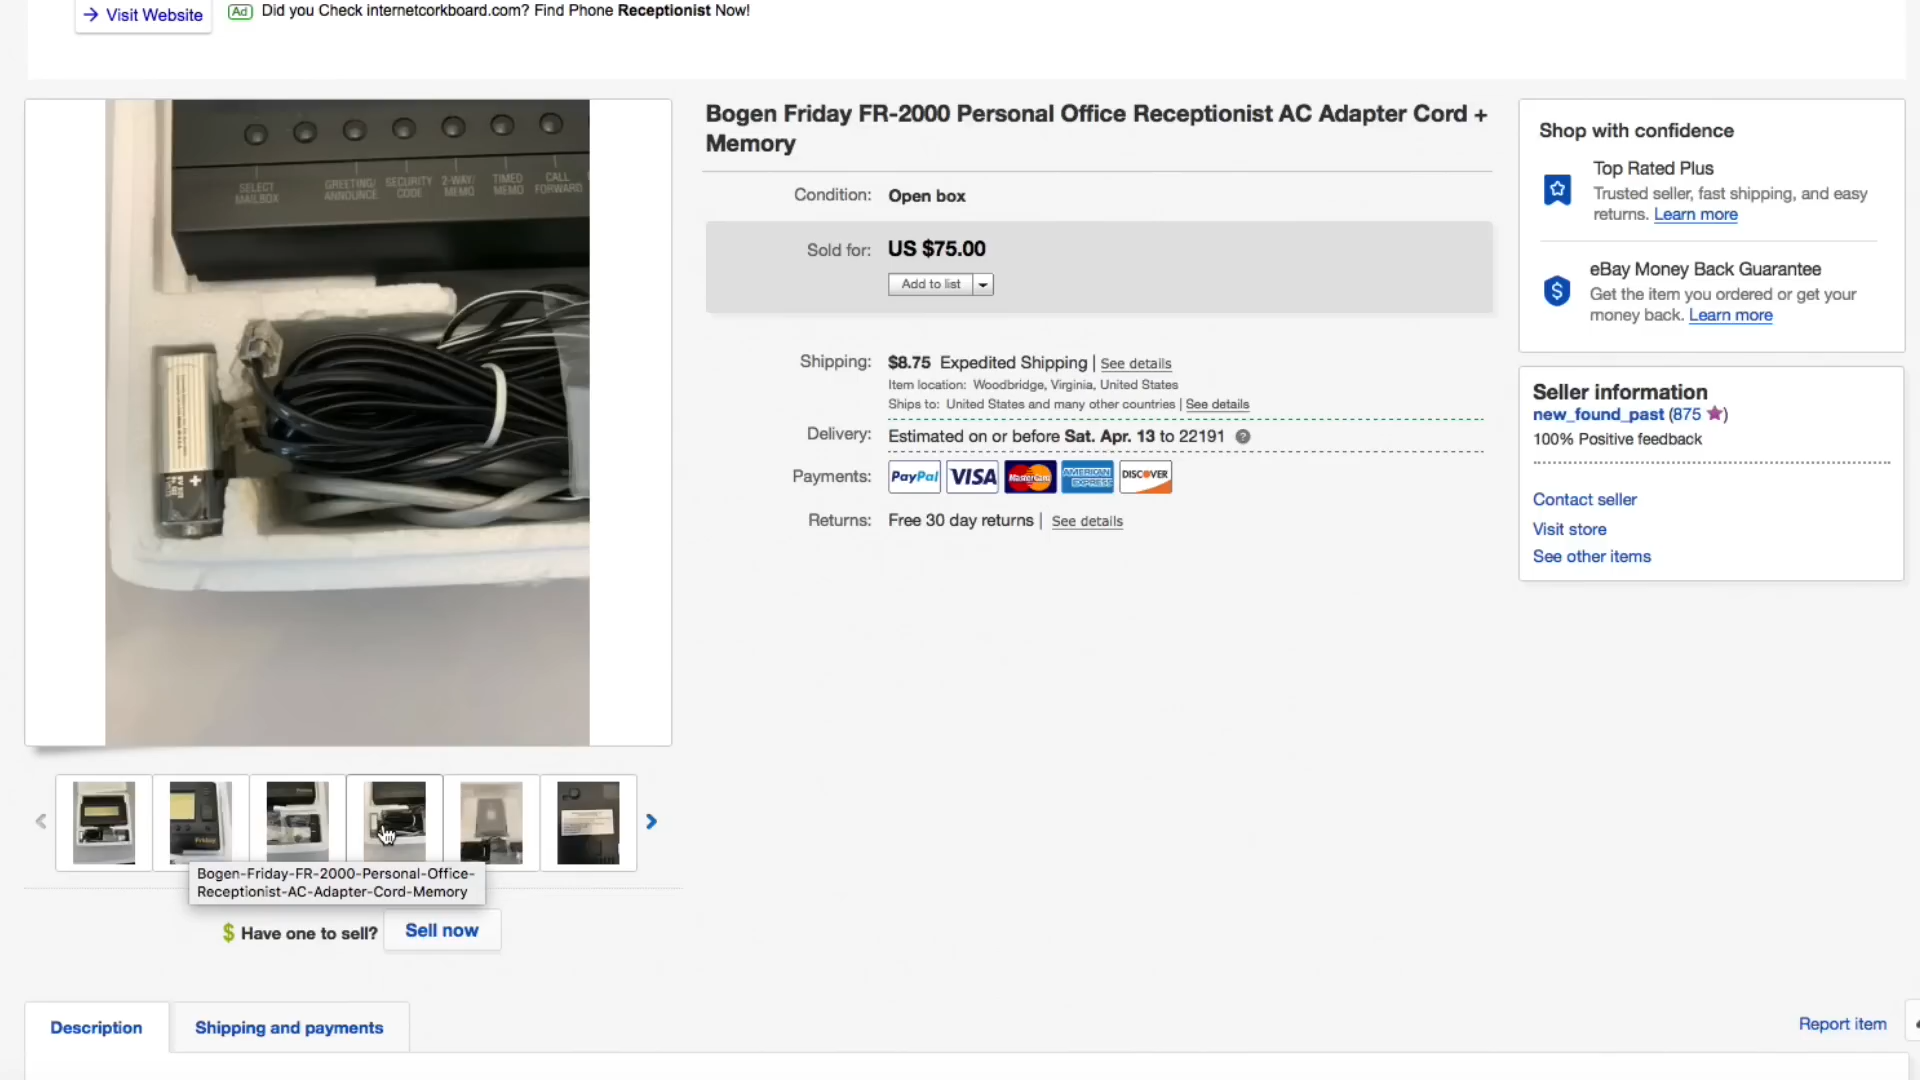 Visit Website
Ad Did you Check internetcorkboard.com? Find Phone Receptionist Now!
SELECT MAILBOX
GREETING/ ANNOUNCE
SECURITY CODE
2-WAY/ MEMO
TIMED MEMO
CALL FORWARD
Bogen Friday FR-2000 Personal Office Receptionist AC Adapter Cord +
Memory
Condition: Open box
Sold for: US $75.00
Add to list
Shipping: $8.75 Expedited Shipping | See details
Item location: Woodbridge, Virginia, United States
Ships to: United States and many other countries | See details
Delivery: Estimated on or before Sat. Apr. 13 to 22191 ?
Payments: PayPal VISA MasterCard AMERICAN EXPRESS DISCOVER
Returns: Free 30 day returns | See details
Shop with confidence
Top Rated Plus
Trusted seller, fast shipping, and easy
returns. Learn more
eBay Money Back Guarantee
Get the item you ordered or get your
money back. Learn more
Seller information
new_found_past (875 ★)
100% Positive feedback
Contact seller
Visit store
See other items
Friday
Bogen-Friday-FR-2000-Personal-Office-
Receptionist-AC-Adapter-Cord-Memory
$ Have one to sell? Sell now
Description
Shipping and payments
Report item